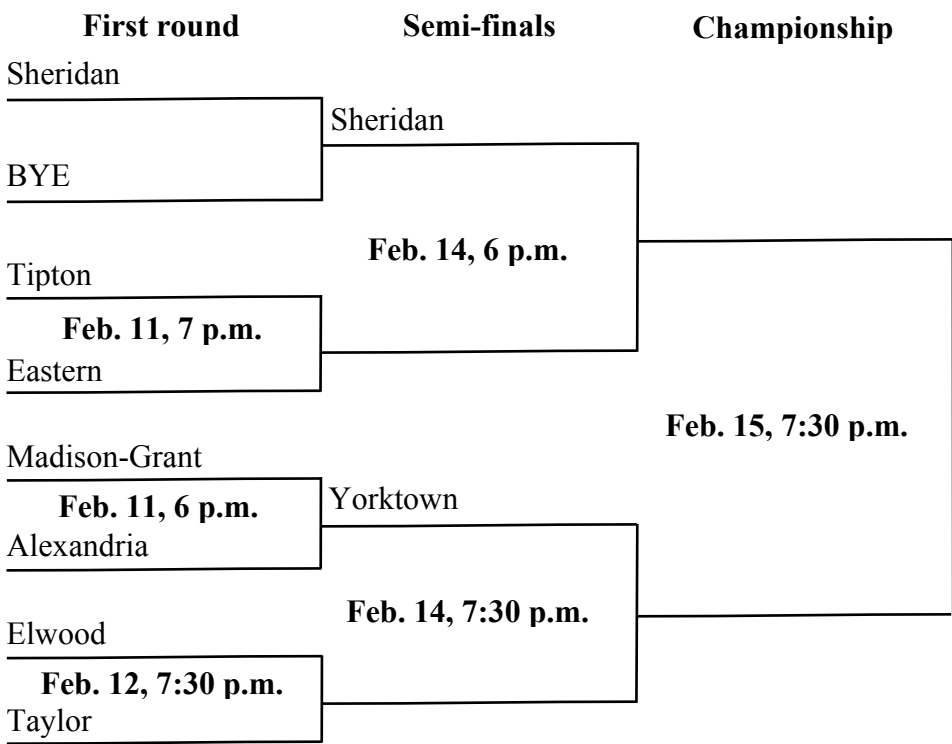 First round
Semi-finals
Championship
Sheridan
Sheridan
BYE
Feb. 14, 6 p.m.
Tipton
Feb. 11, 7 p.m.
Eastern
Feb. 15, 7:30 p.m.
Madison-Grant
Feb. 11, 6 p.m.
Yorktown
Alexandria
Feb. 14, 7:30 p.m.
Elwood
Feb. 12, 7:30 p.m.
Taylor